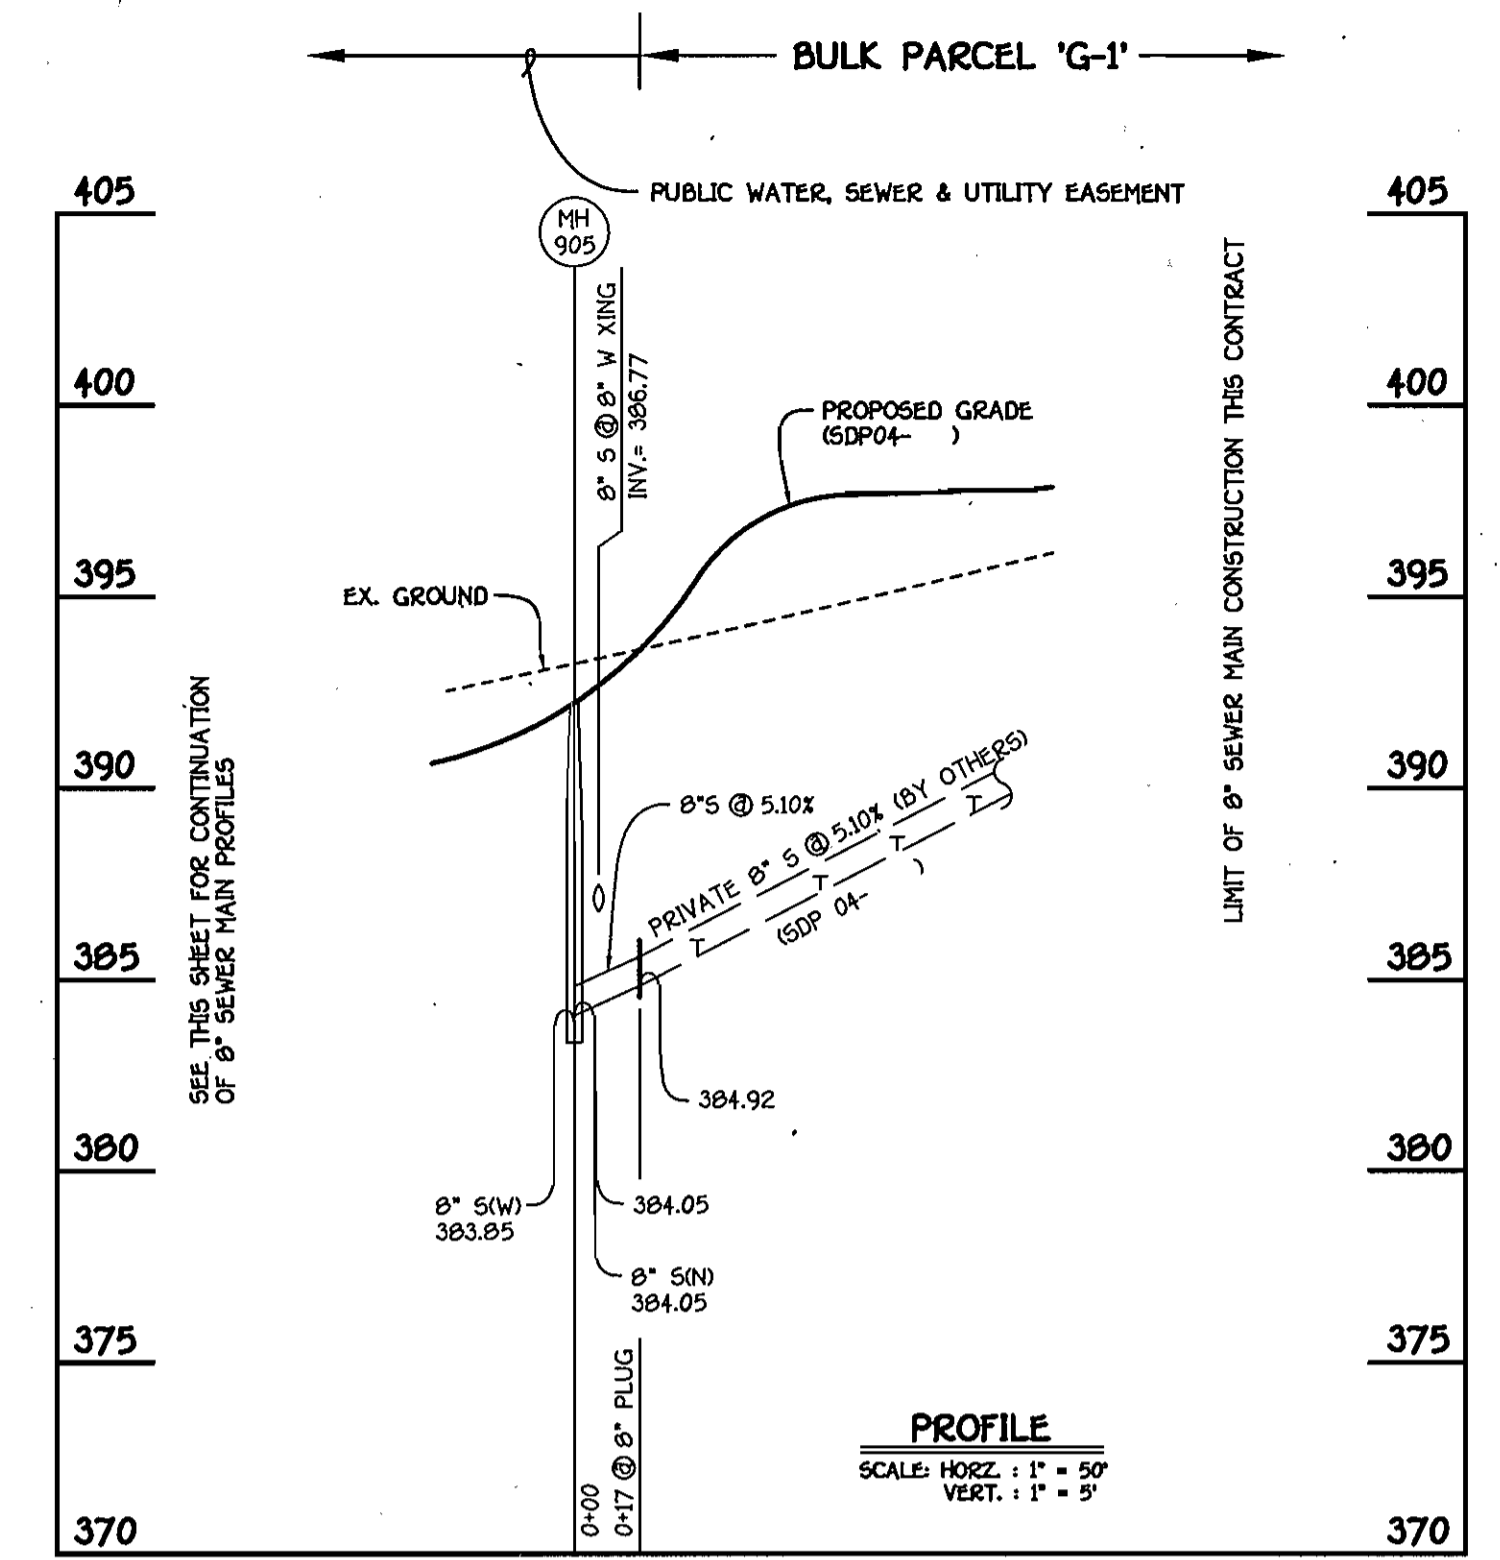 BULK PARCEL 'G-1'
PUBLIC WATER, SEWER & UTILITY EASEMENT
405
405
MH
905
8" S @ 8" W XING
INV.= 386.77
LIMIT OF 8" SEWER MAIN CONSTRUCTION THIS CONTRACT
400
400
PROPOSED GRADE
(SDP04- )
395
395
EX. GROUND
SEE THIS SHEET FOR CONTINUATION
OF 8" SEWER MAIN PROFILES
390
390
8"S @ 5.10%
PRIVATE 8" S @ 5.10% (BY OTHERS)
T T T T
(SDP 04- )
385
385
384.92
380
380
8" S(W)
383.85
384.05
8" S(N)
384.05
375
375
0+00
0+17 @ 8" PLUG
PROFILE
SCALE: HORZ. : 1" = 50'
VERT. : 1" = 5'
370
370